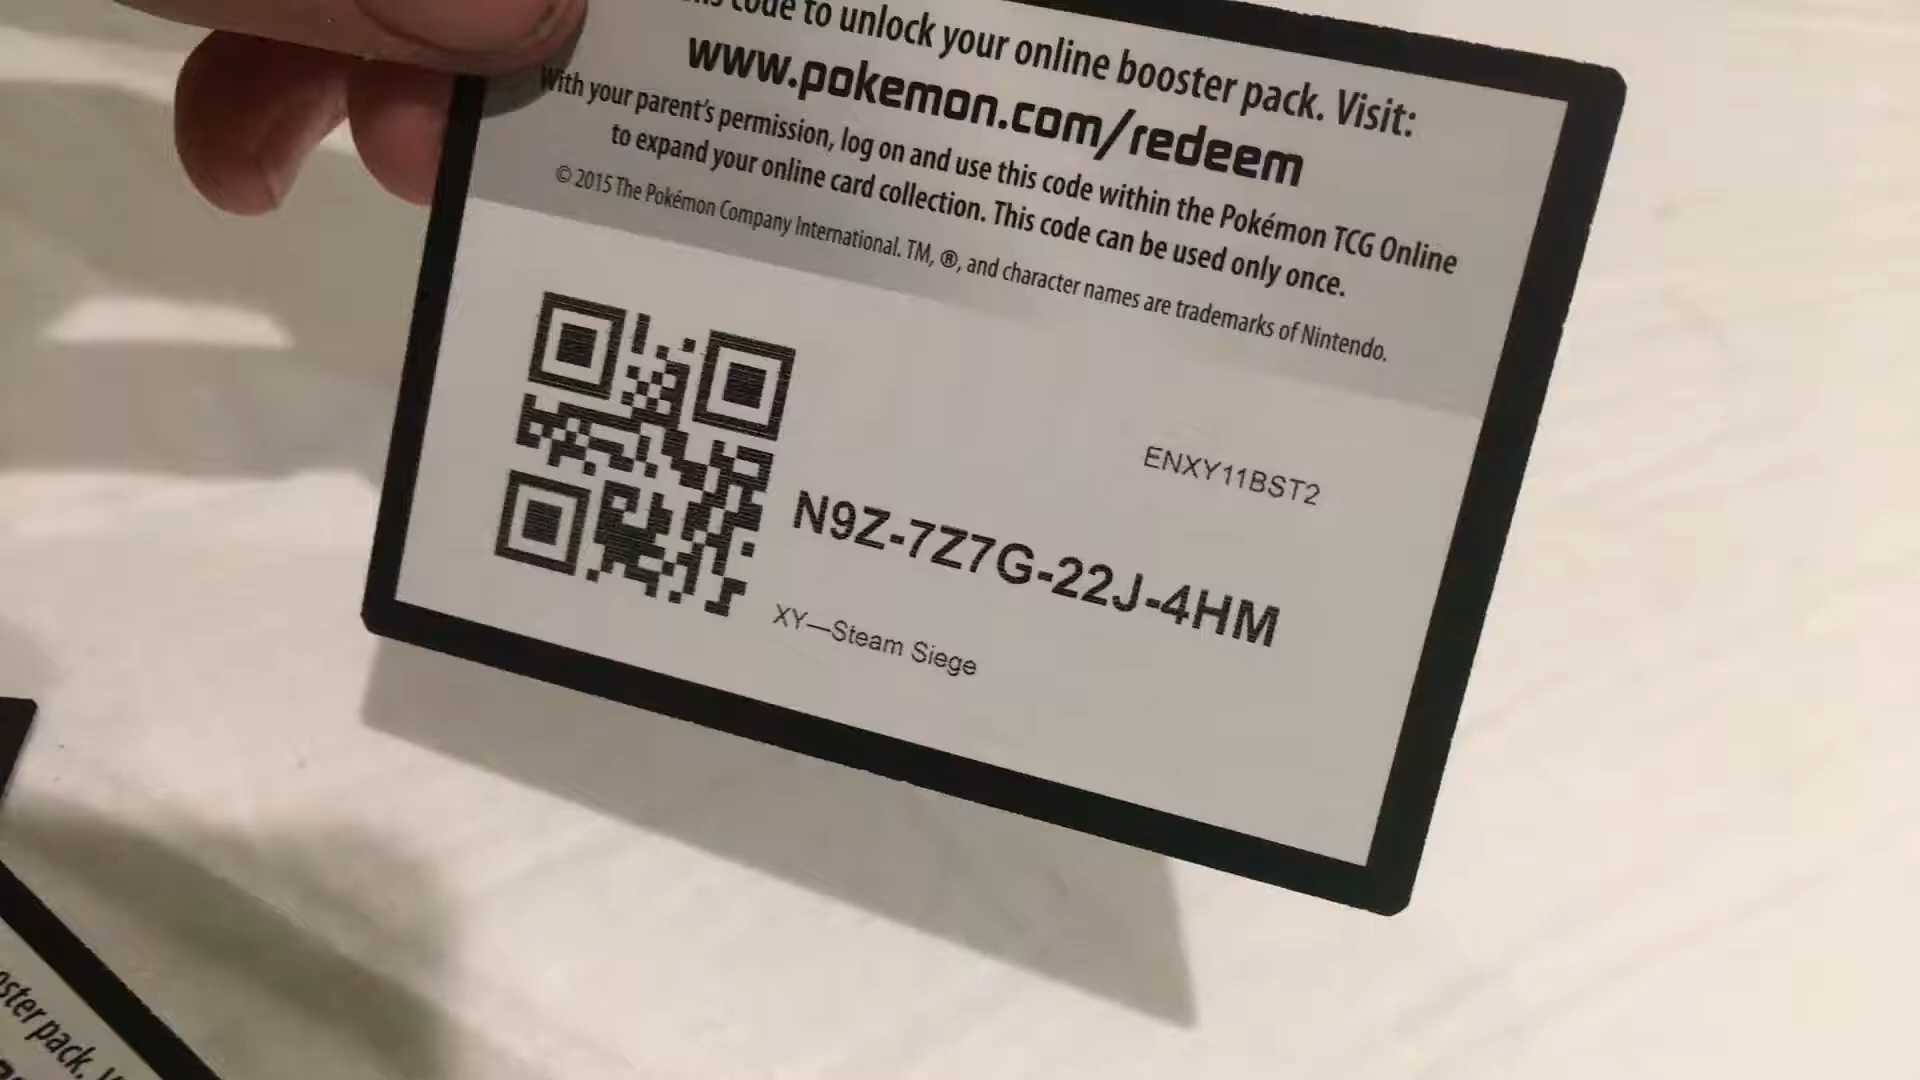 code to unlock your online booster pack. Visit:
www.pokemon.com/redeem
With your parent's permission, log on and use this code within the Pokémon TCG Online
to expand your online card collection. This code can be used only once.
© 2015 The Pokémon Company International. TM, ®, and character names are trademarks of Nintendo.
ENXY11BST2
N9Z-7Z7G-22J-4HM
XY—Steam Siege
pack.